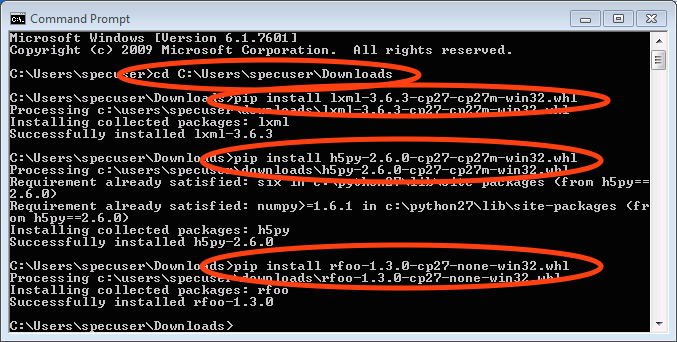 Command Prompt
Microsoft Windows [Version 6.1.7601]
Copyright (c) 2009 Microsoft Corporation.  All rights reserved.
C:\Users\specuser>cd C:\Users\specuser\Downloads
C:\Users\specuser\Downloads>pip install lxml-3.6.3-cp27-cp27m-win32.whl
Processing c:\users\specuser\downloads\lxml-3.6.3-cp27-cp27m-win32.whl
Installing collected packages: lxml
Successfully installed lxml-3.6.3
C:\Users\specuser\Downloads>pip install h5py-2.6.0-cp27-cp27m-win32.whl
Processing c:\users\specuser\downloads\h5py-2.6.0-cp27-cp27m-win32.whl
Requirement already satisfied: six in c:\python27\lib\site-packages (from h5py==
2.6.0)
Requirement already satisfied: numpy>=1.6.1 in c:\python27\lib\site-packages (fr
om h5py==2.6.0)
Installing collected packages: h5py
Successfully installed h5py-2.6.0
C:\Users\specuser\Downloads>pip install rfoo-1.3.0-cp27-none-win32.whl
Processing c:\users\specuser\downloads\rfoo-1.3.0-cp27-none-win32.whl
Installing collected packages: rfoo
Successfully installed rfoo-1.3.0
C:\Users\specuser\Downloads>